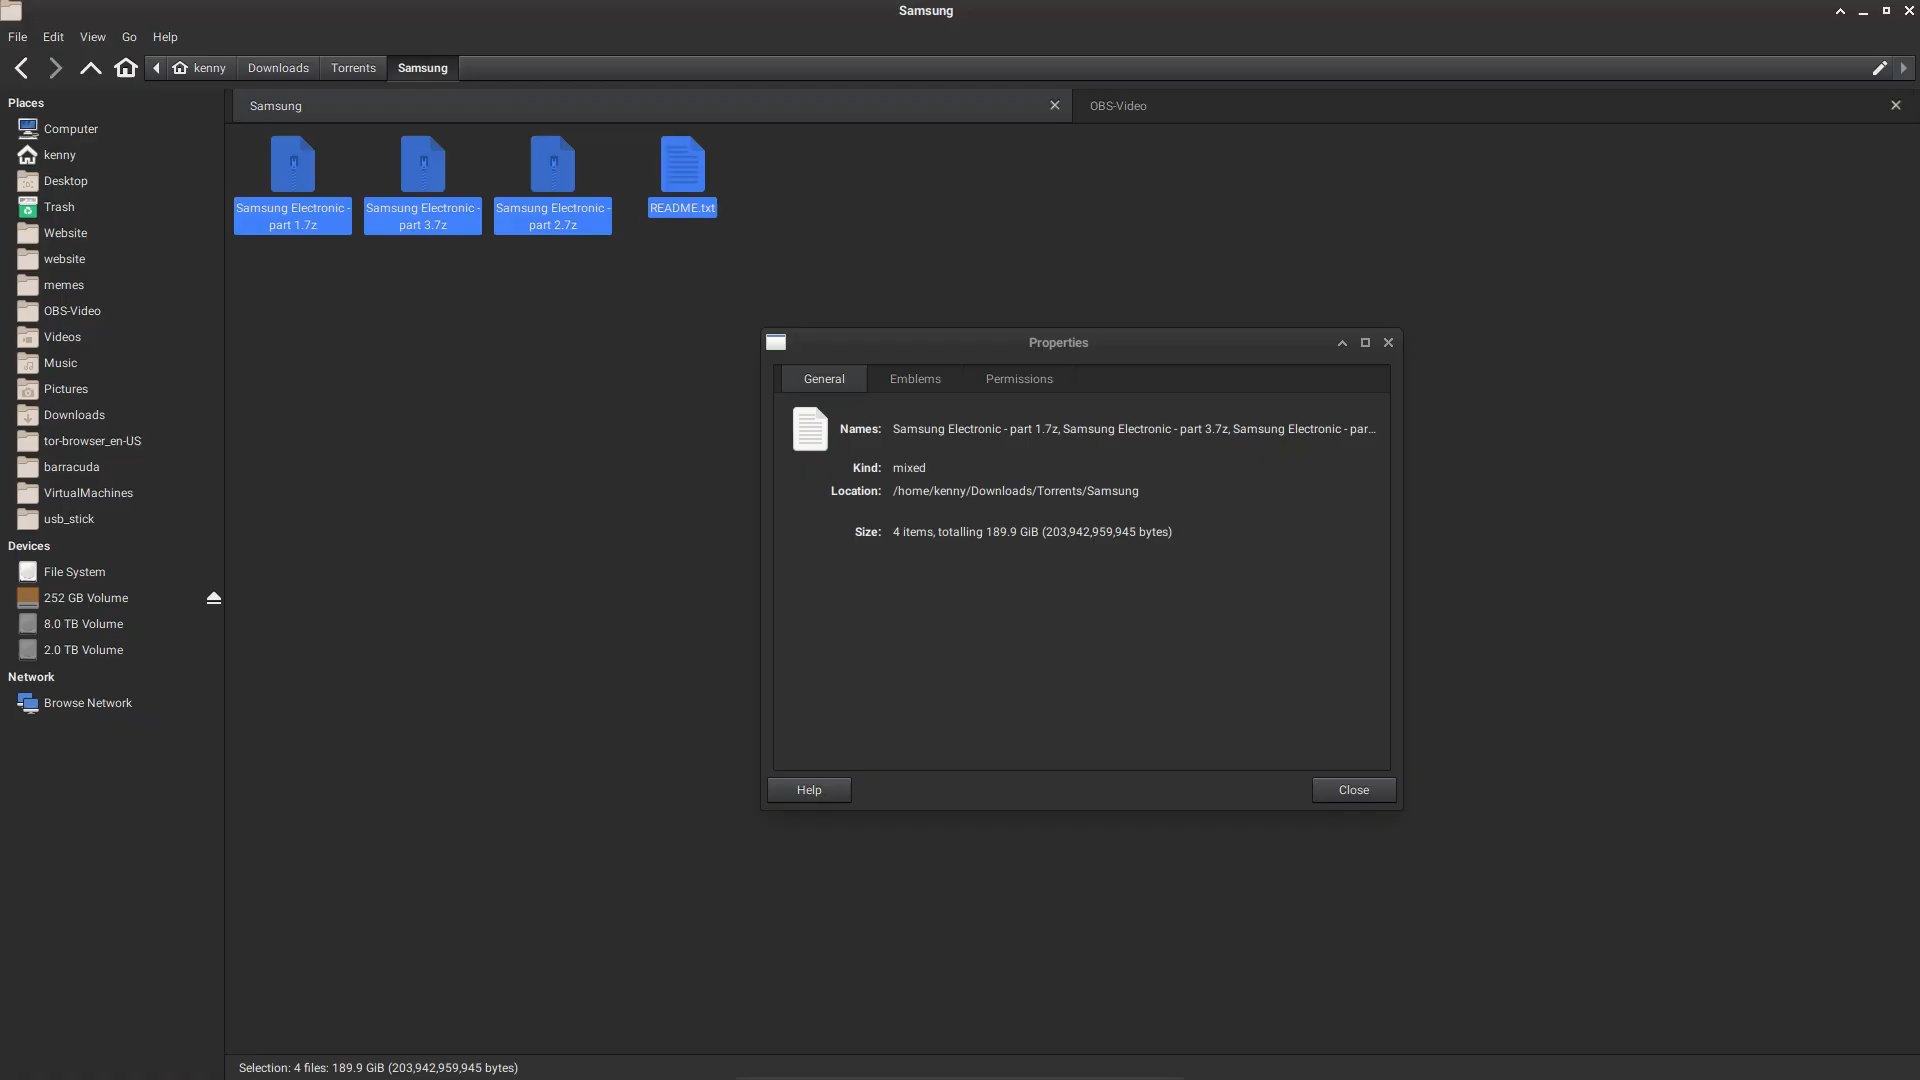 Samsung
File Edit View Go Help
kenny Downloads Torrents Samsung
Places
Computer
kenny
Desktop
Trash
Website
website
memes
OBS-Video
Videos
Music
Pictures
Downloads
tor-browser_en-US
barracuda
VirtualMachines
usb_stick
Devices
File System
252 GB Volume
8.0 TB Volume
2.0 TB Volume
Network
Browse Network
Samsung
OBS-Video
Samsung Electronic -
part 1.7z
Samsung Electronic -
part 3.7z
Samsung Electronic -
part 2.7z
README.txt
Properties
General Emblems Permissions
Names: Samsung Electronic - part 1.7z, Samsung Electronic - part 3.7z, Samsung Electronic - par...
Kind: mixed
Location: /home/kenny/Downloads/Torrents/Samsung
Size: 4 items, totalling 189.9 GiB (203,942,959,945 bytes)
Help Close
Selection: 4 files: 189.9 GiB (203,942,959,945 bytes)